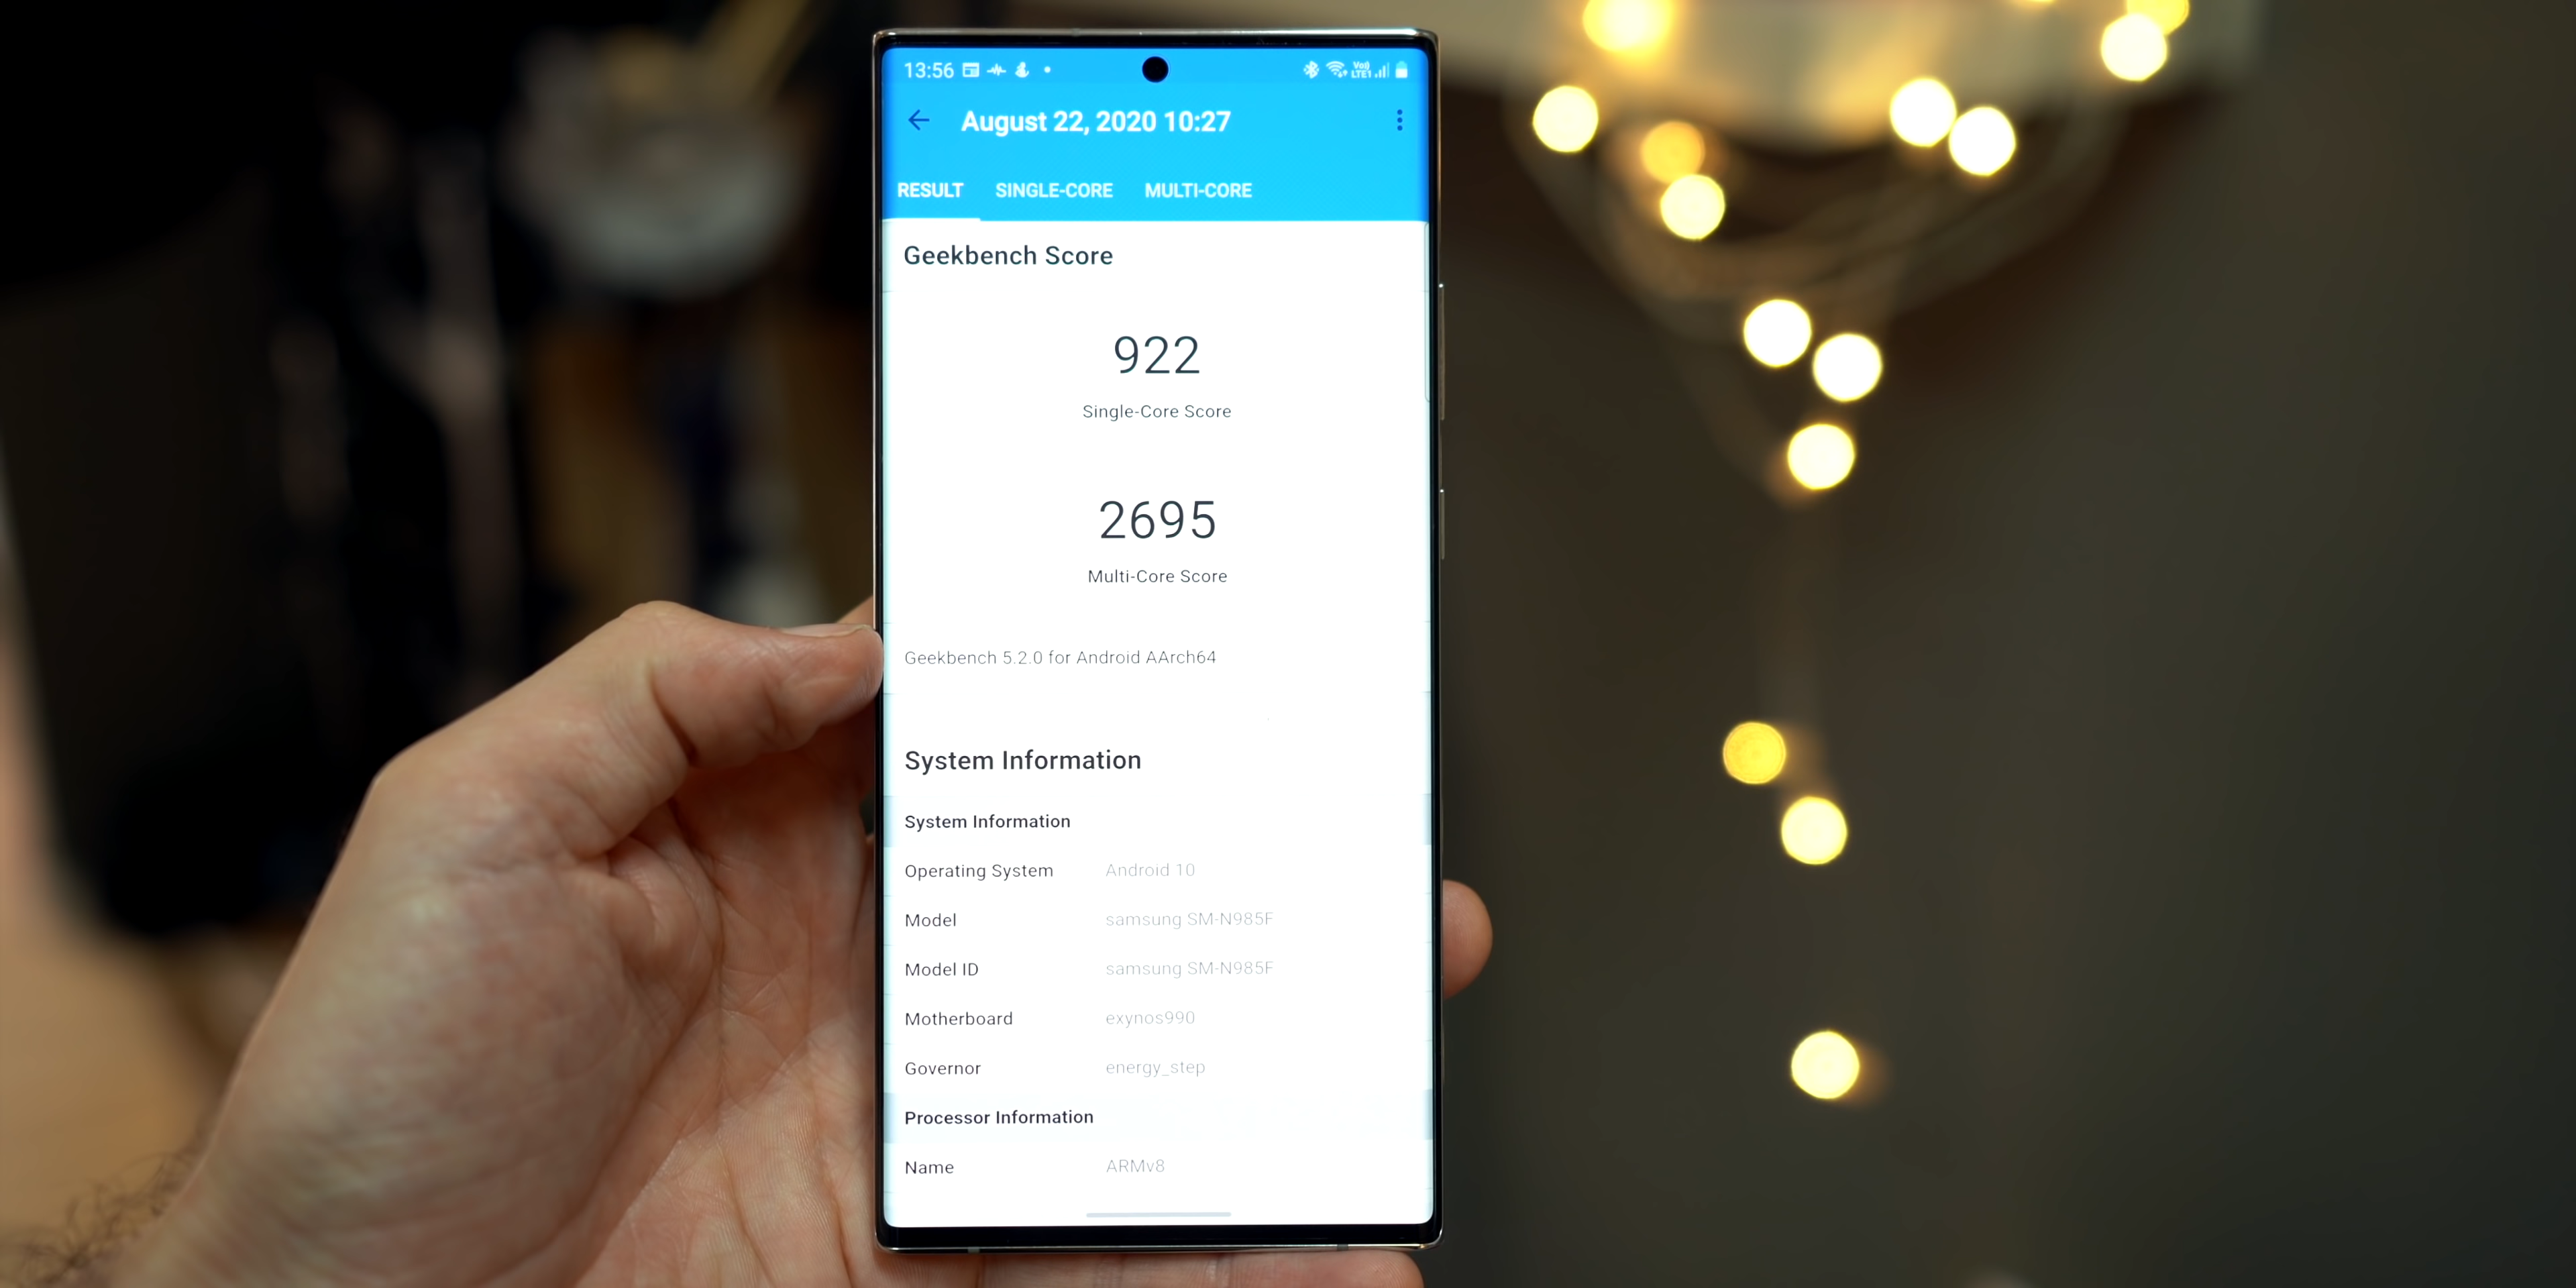 13:56 VoI) LTE1
August 22, 2020 10:27
RESULT SINGLE-CORE MULTI-CORE
Geekbench Score
922
Single-Core Score
2695
Multi-Core Score
Geekbench 5.2.0 for Android AArch64
System Information
System Information
Operating System Android 10
Model samsung SM-N985F
Model ID samsung SM-N985F
Motherboard exynos990
Governor energy_step
Processor Information
Name ARMv8